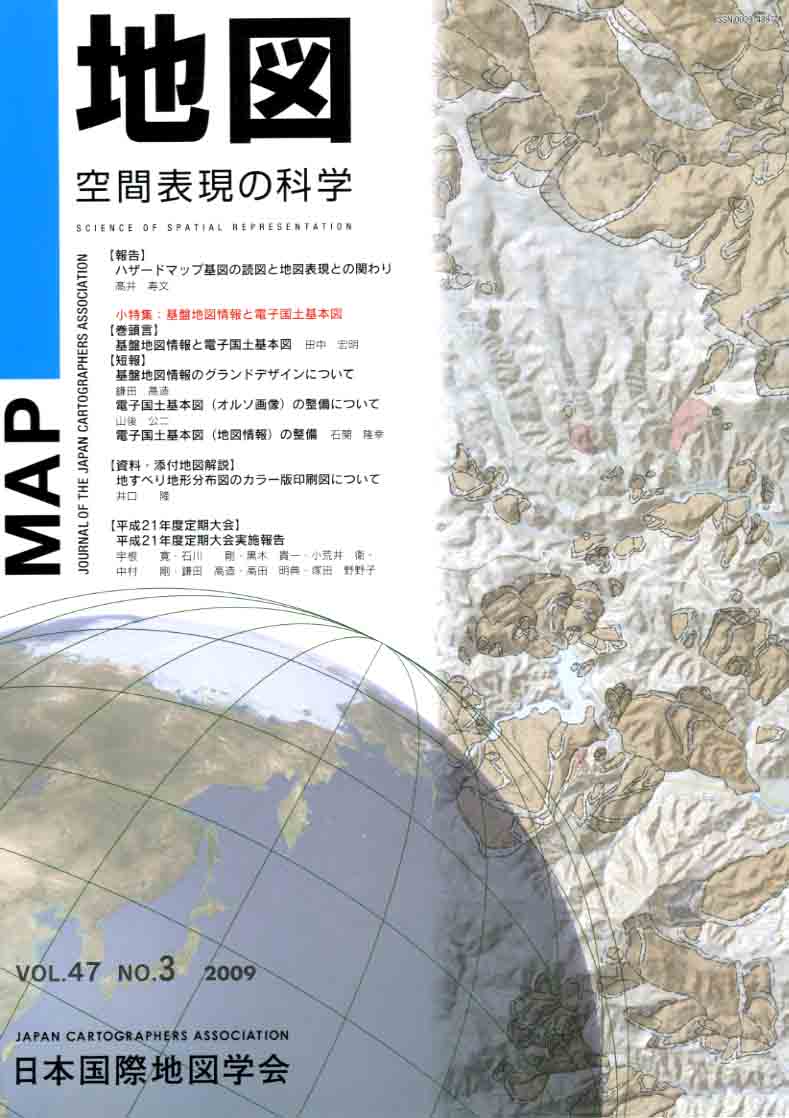 地図
空間表現の科学
SCIENCE OF SPATIAL REPRESENTATION
MAP
JOURNAL OF THE JAPAN CARTOGRAPHERS ASSOCIATION
【報告】
ハザードマップ基図の読図と地図表現との関わり
高井 寿文
小特集:基盤地図情報と電子国土基本図
【巻頭言】
基盤地図情報と電子国土基本図 田中 宏明
【短報】
基盤地図情報のグランドデザインについて
鎌田 高造
電子国土基本図(オルソ画像)の整備について
山後 公二
電子国土基本図(地図情報)の整備 石関 隆幸
【資料・添付地図解説】
地すべり地形分布図のカラー版印刷図について
井口 隆
【平成21年度定期大会】
平成21年度定期大会実施報告
宇根 寛・石川 剛・黒木 貴一・小荒井 衛・
中村 剛・鎌田 高造・高田 明典・塚田 野野子
VOL.47 NO.3 2009
JAPAN CARTOGRAPHERS ASSOCIATION
日本国際地図学会